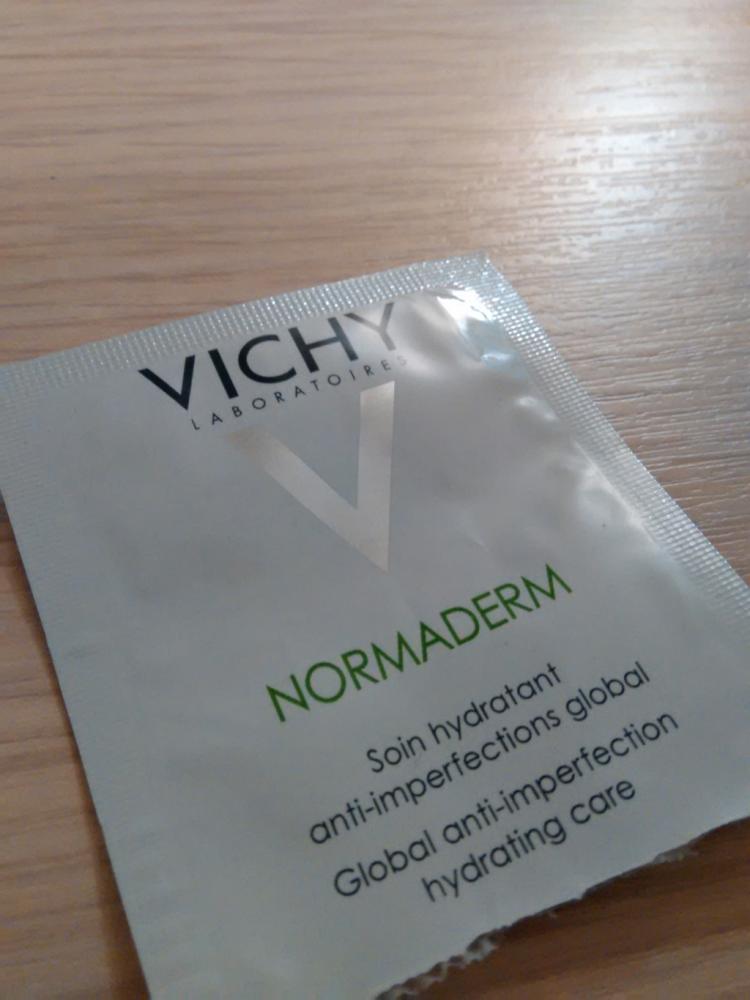 VICHY
LABORATOIRES
V
NORMADERM
Soin hydratant
anti-imperfections global
Global anti-imperfection
hydrating care